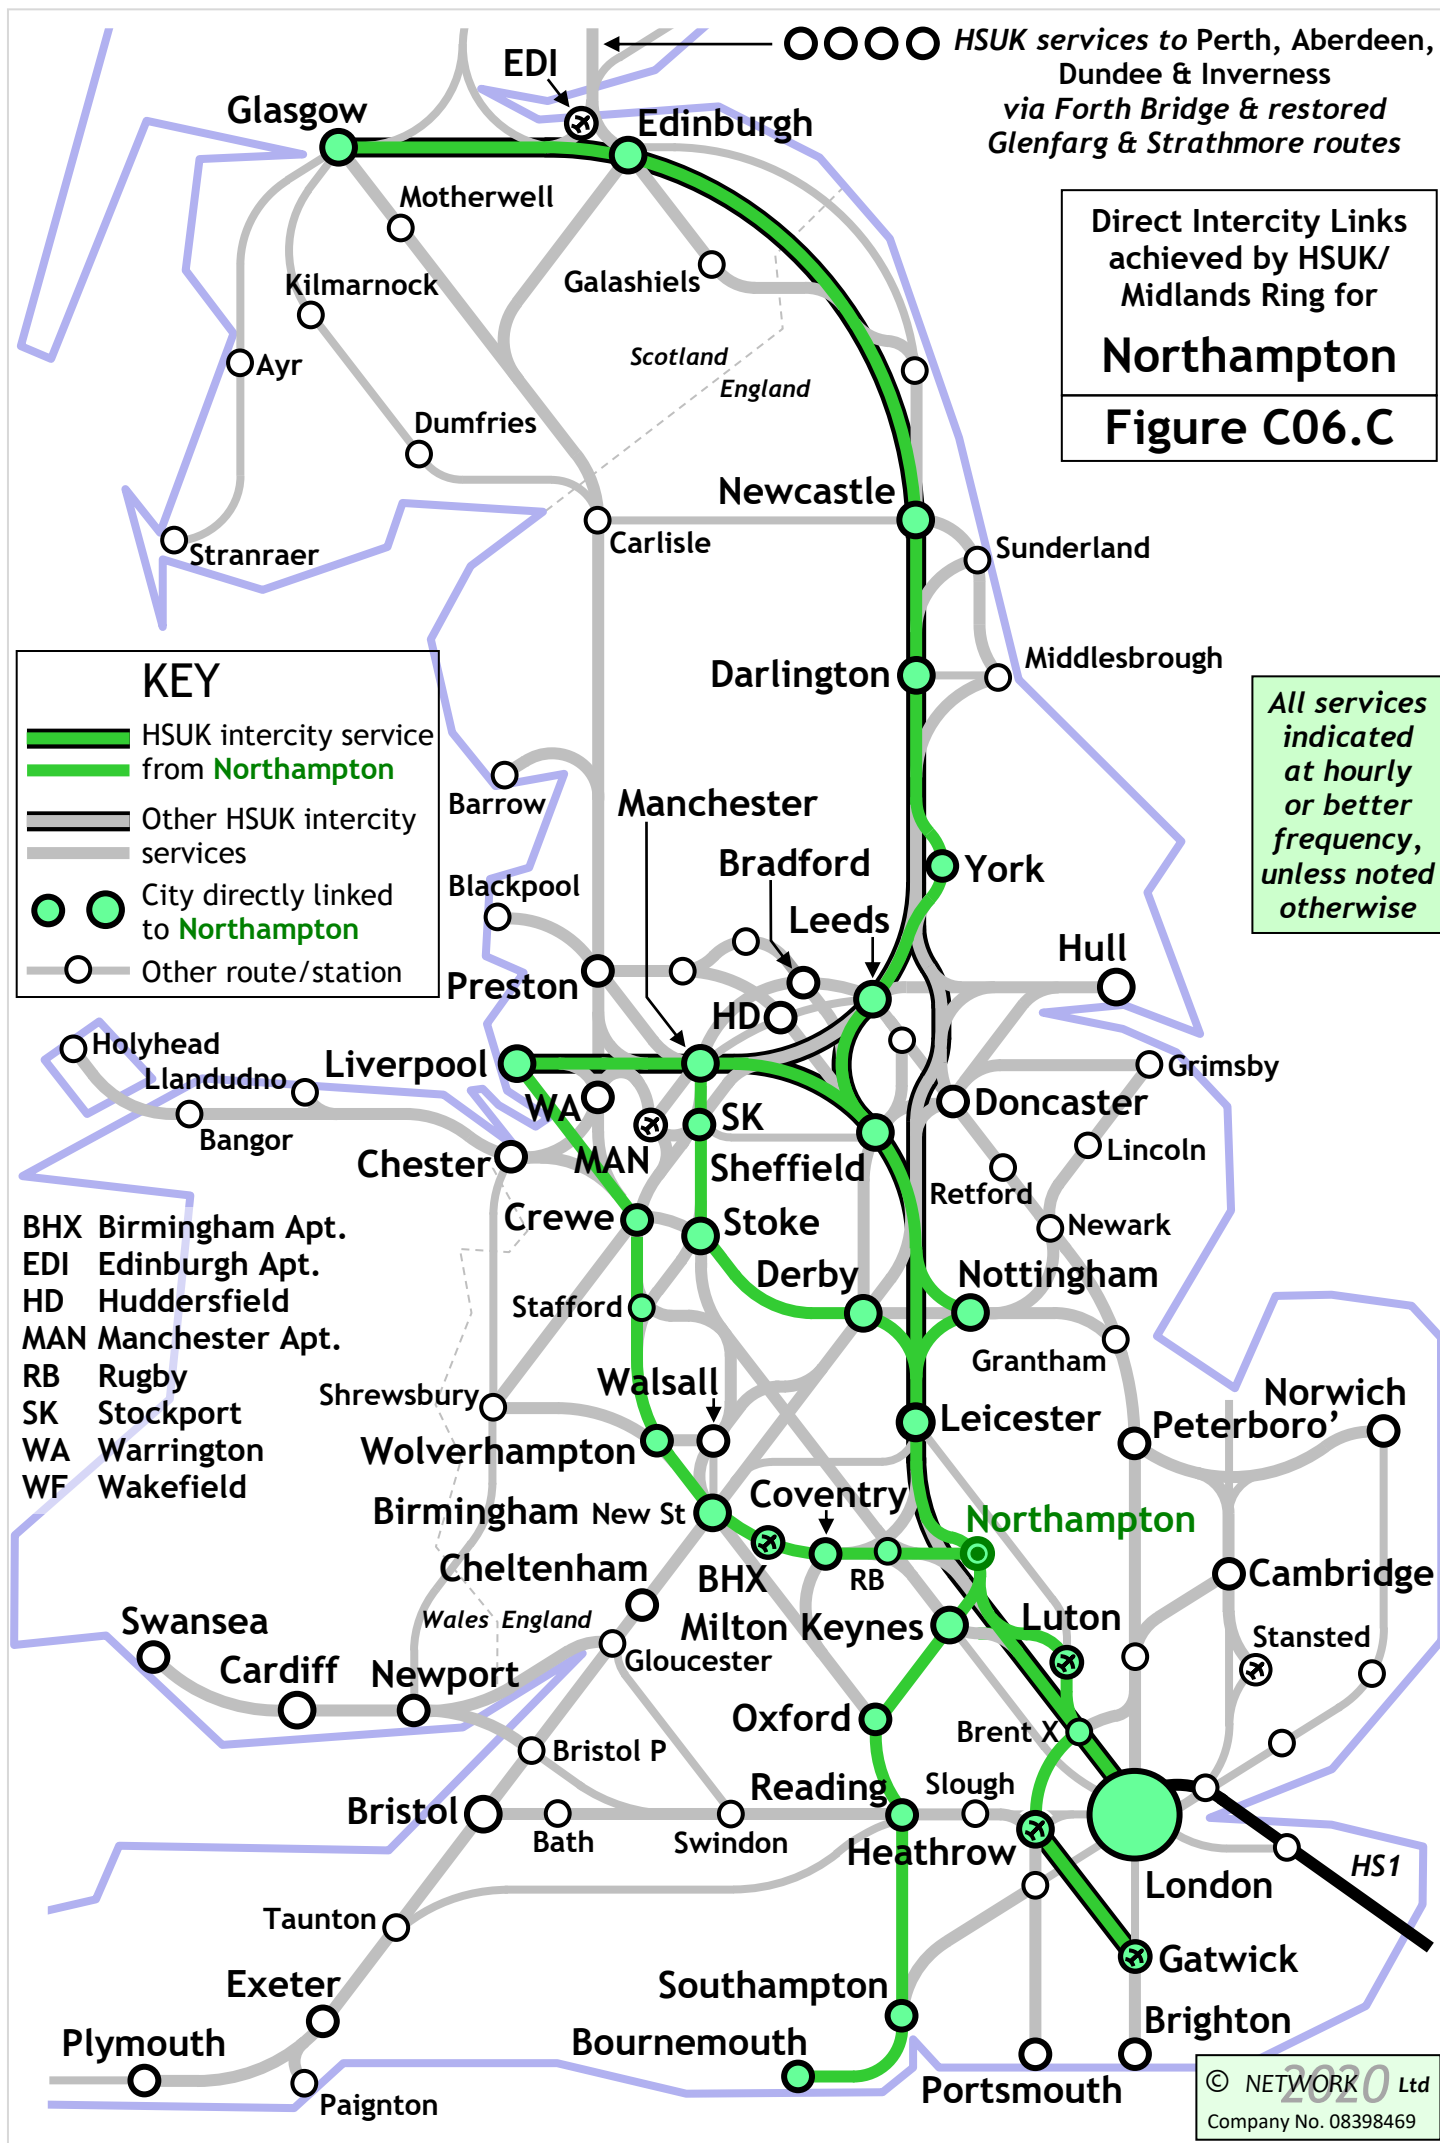 HSUK services to Perth, Aberdeen,
Dundee & Inverness
via Forth Bridge & restored
Glenfarg & Strathmore routes
EDI
Glasgow
Edinburgh
Motherwell
Direct Intercity Links
achieved by HSUK/
Midlands Ring for
Northampton
Figure C06.C
Galashiels
Kilmarnock
Scotland
England
Ayr
Dumfries
Newcastle
Carlisle
Sunderland
Stranraer
Middlesbrough
Darlington
KEY
HSUK intercity service
from Northampton
Other HSUK intercity
services
City directly linked
to Northampton
Other route/station
All services
indicated
at hourly
or better
frequency,
unless noted
otherwise
Barrow
Manchester
Bradford
York
Blackpool
Leeds
Hull
Preston
HD
Holyhead
Llandudno
Liverpool
Grimsby
WA
SK
Doncaster
Bangor
Chester
MAN
Sheffield
Lincoln
Retford
Crewe
Stoke
Newark
BHX Birmingham Apt.
EDI Edinburgh Apt.
HD Huddersfield
MAN Manchester Apt.
RB Rugby
SK Stockport
WA Warrington
WF Wakefield
Derby
Nottingham
Stafford
Grantham
Walsall
Shrewsbury
Norwich
Leicester
Peterboro’
Wolverhampton
Coventry
Birmingham New St
Northampton
Cheltenham
BHX
RB
Cambridge
Swansea
Wales England
Milton Keynes
Luton
Stansted
Cardiff
Newport
Gloucester
Oxford
Brent X
Bristol P
Reading
Slough
Bristol
Bath
Swindon
Heathrow
HS1
London
Taunton
Gatwick
Exeter
Southampton
Brighton
Plymouth
Bournemouth
Portsmouth
Paignton
© NETWORK 2020 Ltd
Company No. 08398469